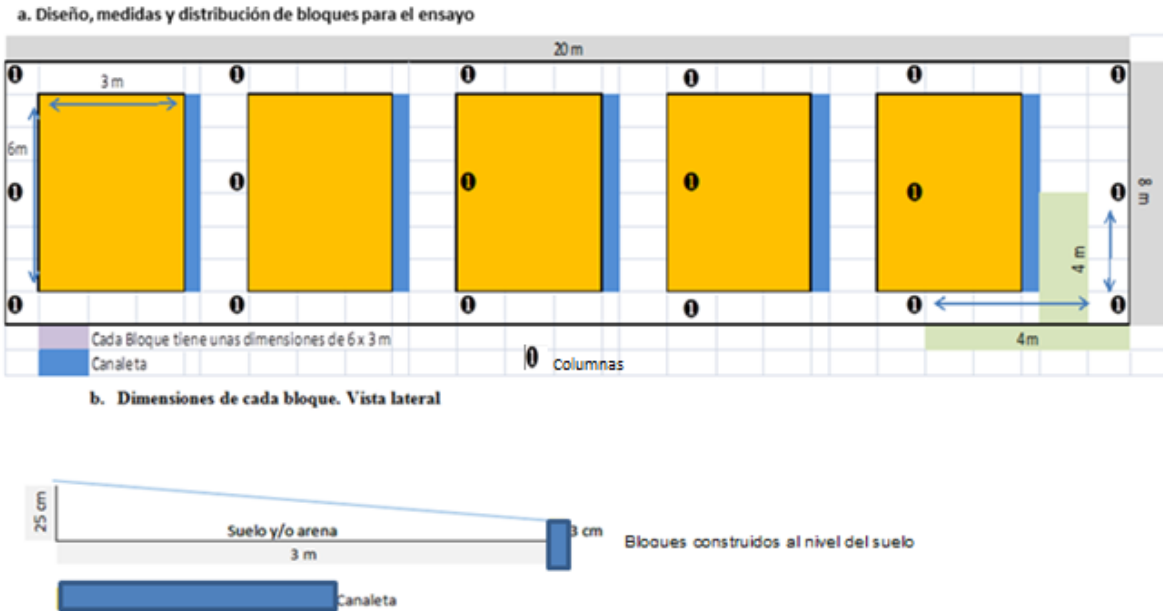 a. Diseño, medidas y distribución de bloques para el ensayo
20 m
3 m
6m
8 m
4 m
Cada Bloque tiene unas dimensiones de 6 x 3 m
4m
Canaleta
Columnas
b. Dimensiones de cada bloque. Vista lateral
25 cm
Suelo y/o arena
3 cm
Bloques construidos al nivel del suelo
3 m
Canaleta